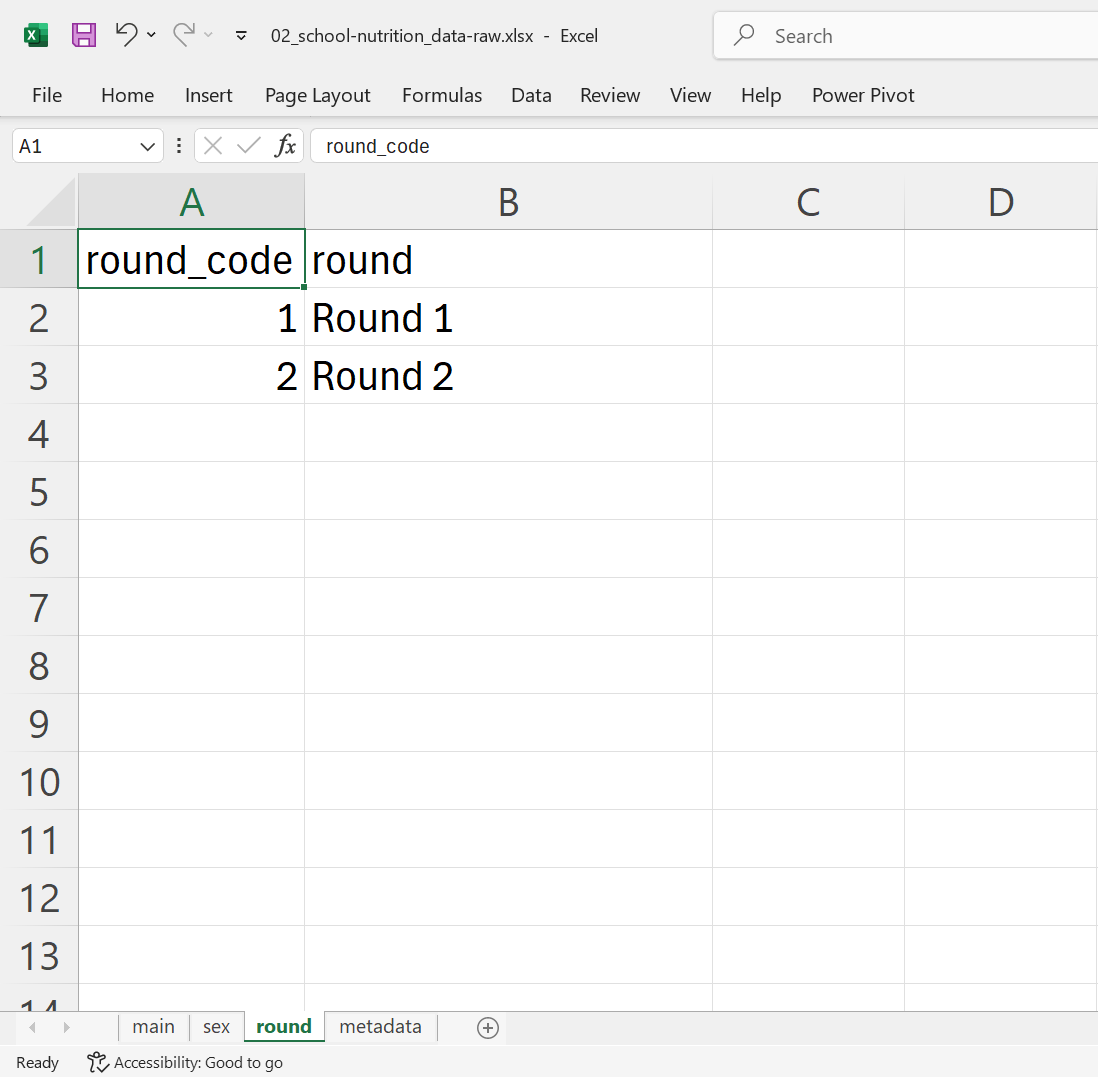 02_school-nutrition_data-raw.xlsx - Excel
Search
File Home Insert Page Layout Formulas Data Review View Help Power Pivot
A1 fx round_code
A B C D
1 round_code round
2 1 Round 1
3 2 Round 2
4
5
6
7
8
9
10
11
12
13
14
main sex round metadata
Ready Accessibility: Good to go